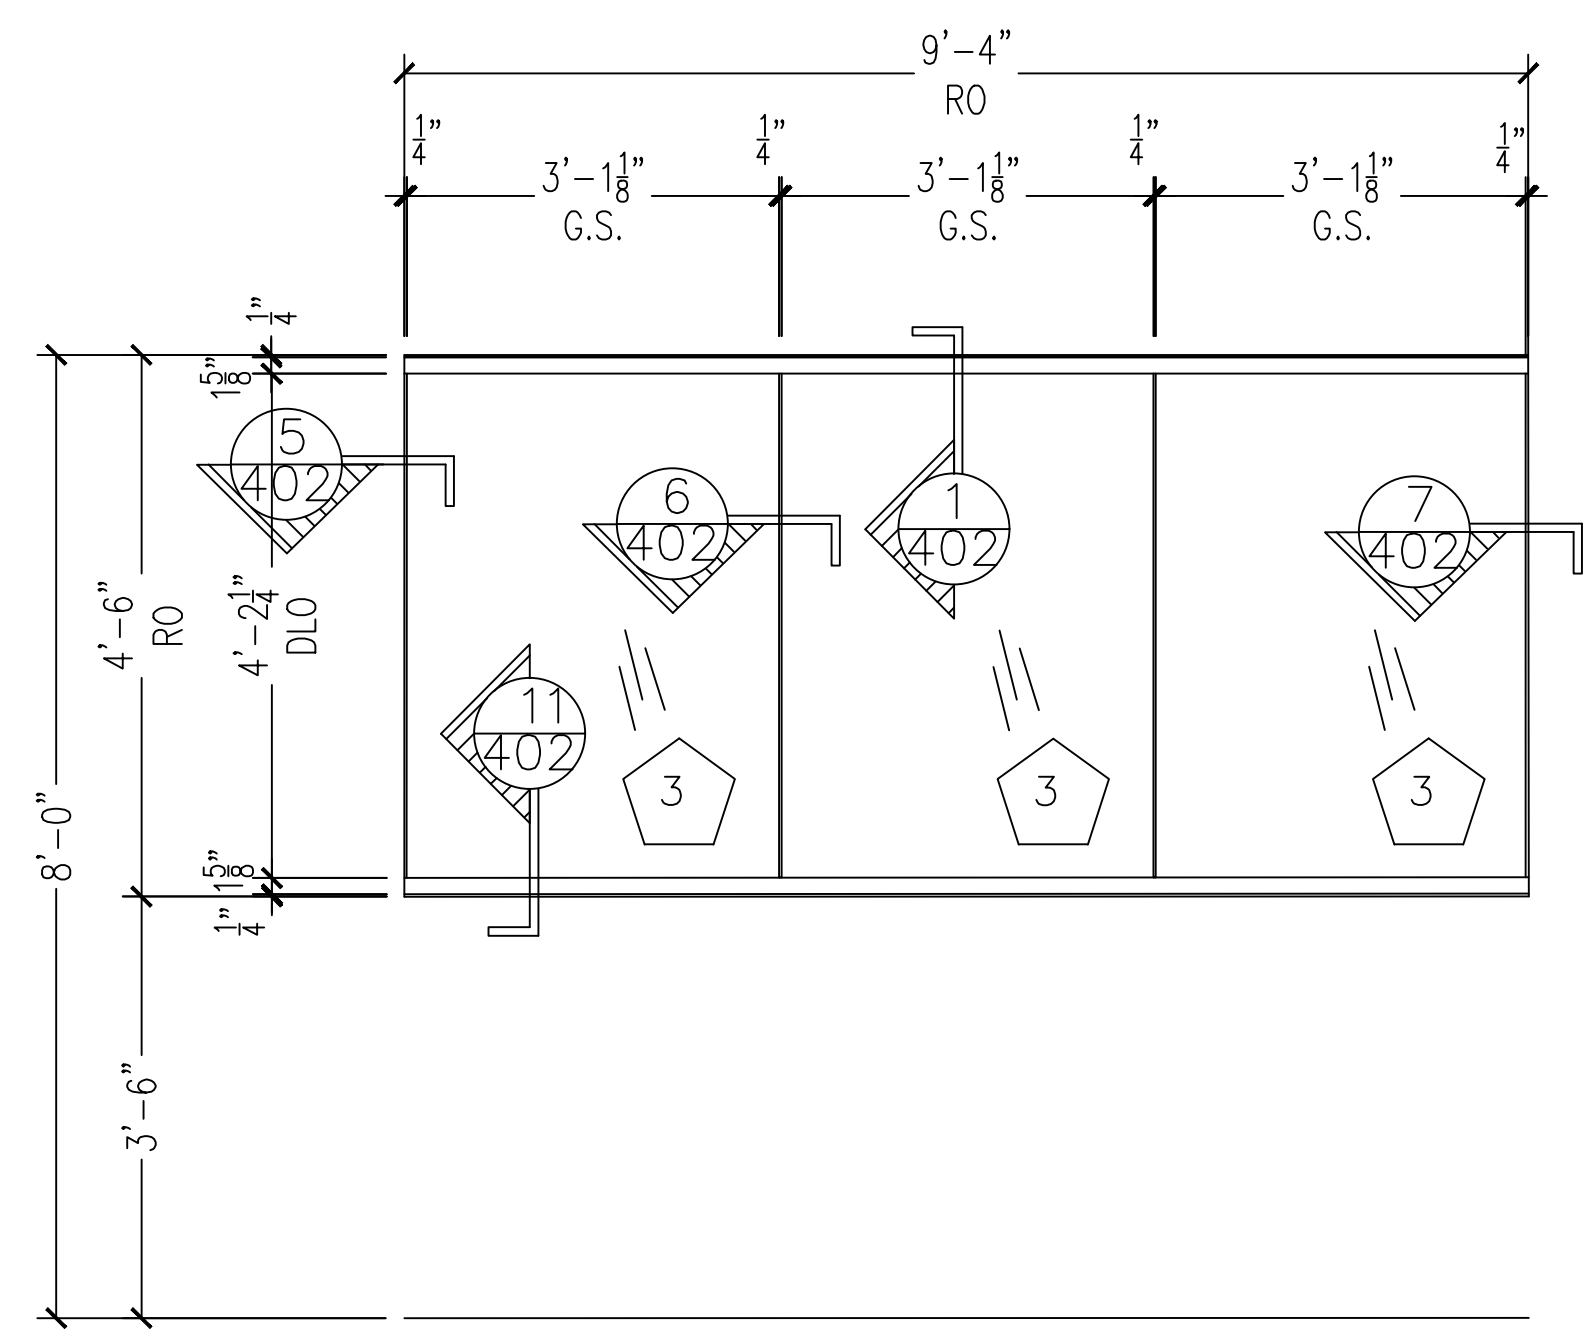 9'-4"
RO
1/4" 1/4" 1/4" 1/4"
3'-1 1/8" 3'-1 1/8" 3'-1 1/8"
G.S. G.S. G.S.
1/4"
1 5/8"
5
402
6
402
1
402
7
402
4'-6"
RO
4'-2 1/4"
DLO
11
402
3 3 3
8'-0"
1 5/8"
1/4"
3'-6"